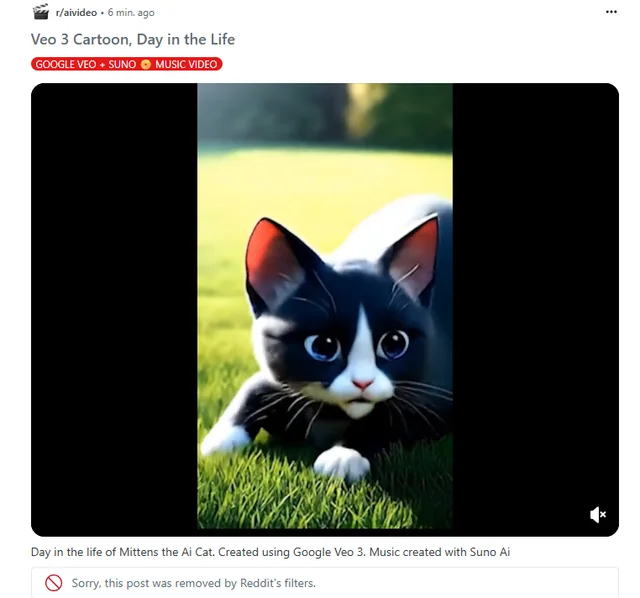 r/aivideo • 6 min. ago
Veo 3 Cartoon, Day in the Life
GOOGLE VEO + SUNO MUSIC VIDEO
Day in the life of Mittens the Ai Cat. Created using Google Veo 3. Music created with Suno Ai
Sorry, this post was removed by Reddit's filters.